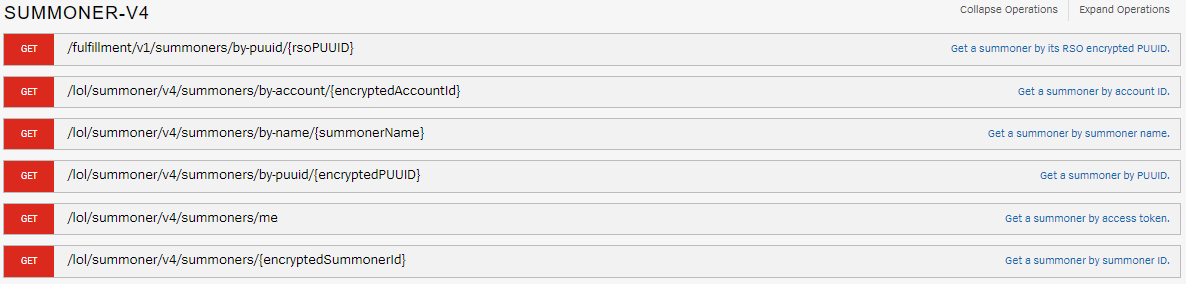 SUMMONER-V4
Collapse Operations Expand Operations
GET /fulfillment/v1/summoners/by-puuid/{rsoPUUID} Get a summoner by its RSO encrypted PUUID.
GET /lol/summoner/v4/summoners/by-account/{encryptedAccountId} Get a summoner by account ID.
GET /lol/summoner/v4/summoners/by-name/{summonerName} Get a summoner by summoner name.
GET /lol/summoner/v4/summoners/by-puuid/{encryptedPUUID} Get a summoner by PUUID.
GET /lol/summoner/v4/summoners/me Get a summoner by access token.
GET /lol/summoner/v4/summoners/{encryptedSummonerId} Get a summoner by summoner ID.